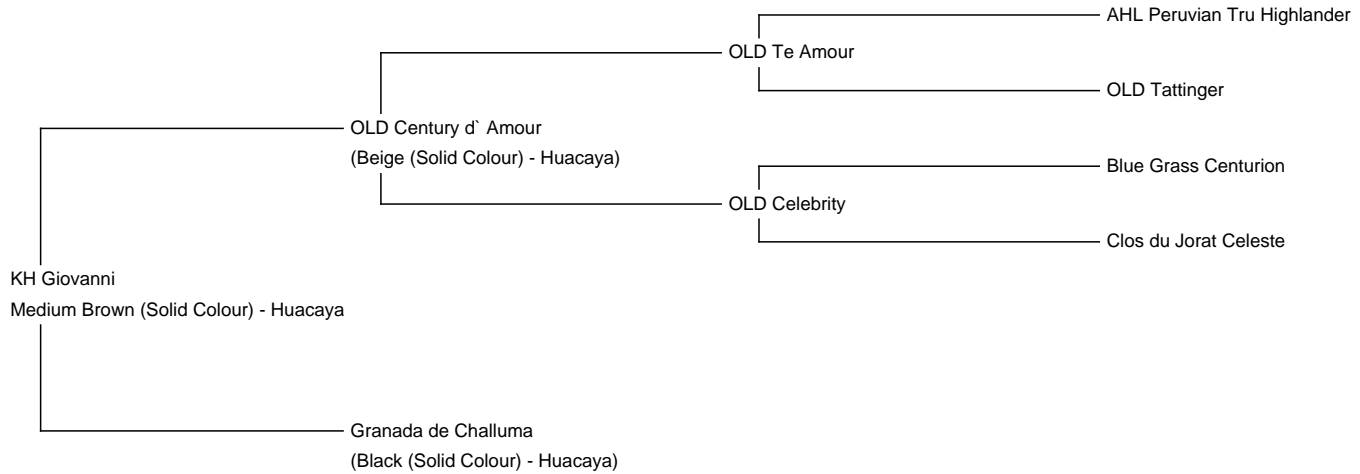 AHL Peruvian Tru Highlander
OLD Te Amour
OLD Tattinger
OLD Century d` Amour
(Beige (Solid Colour) - Huacaya)
Blue Grass Centurion
OLD Celebrity
Clos du Jorat Celeste
KH Giovanni
Medium Brown (Solid Colour) - Huacaya
Granada de Challuma
(Black (Solid Colour) - Huacaya)